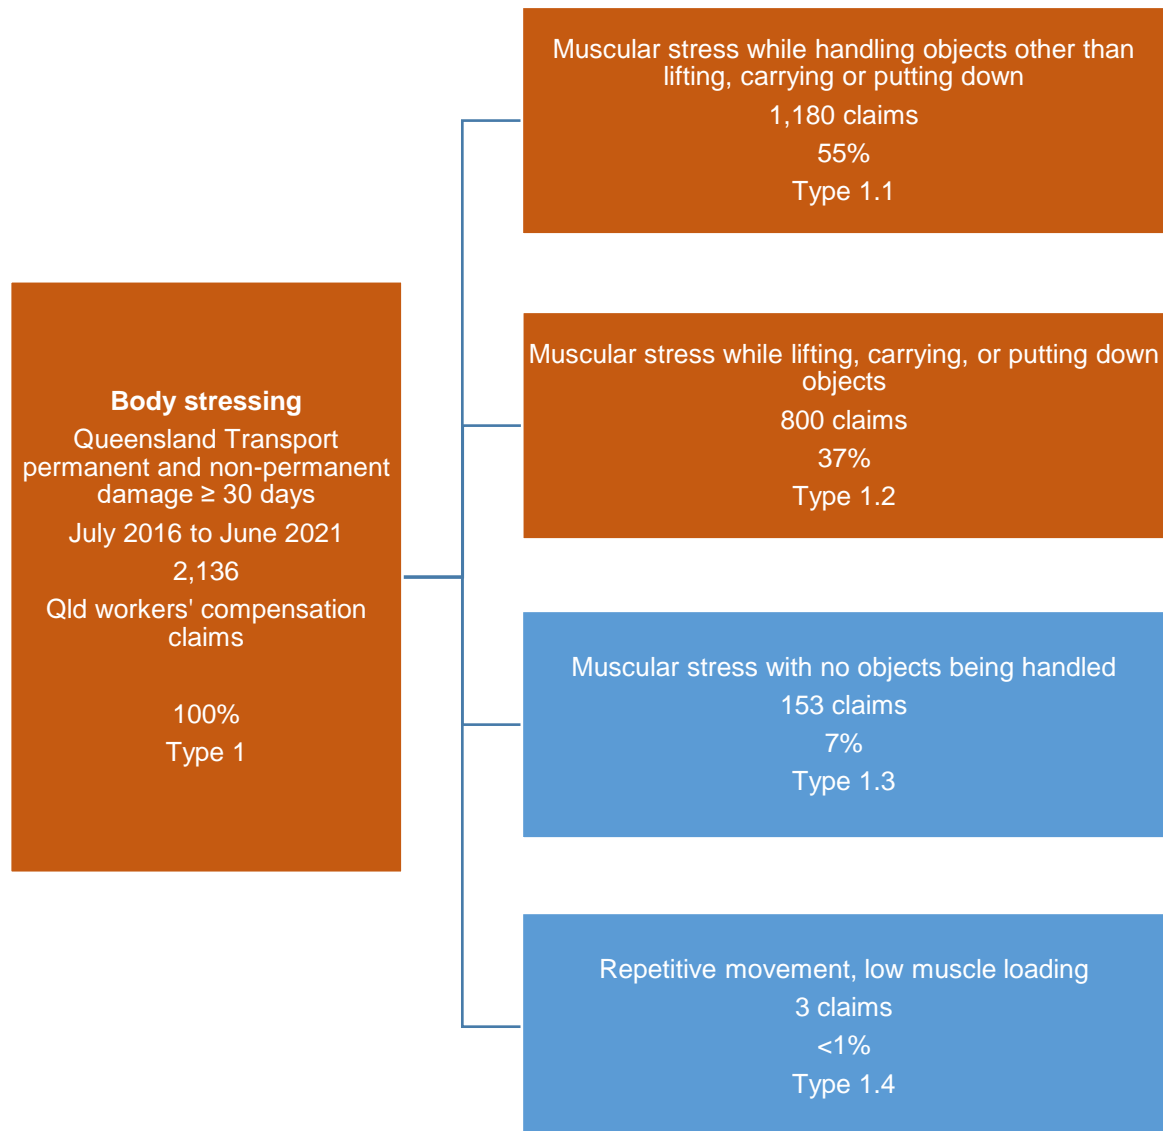 Body stressing
Queensland Transport
permanent and non-permanent
damage ≥ 30 days
July 2016 to June 2021
2,136
Qld workers' compensation
claims
100%
Type 1
Muscular stress while handling objects other than
lifting, carrying or putting down
1,180 claims
55%
Type 1.1
Muscular stress while lifting, carrying, or putting down
objects
800 claims
37%
Type 1.2
Muscular stress with no objects being handled
153 claims
7%
Type 1.3
Repetitive movement, low muscle loading
3 claims
<1%
Type 1.4